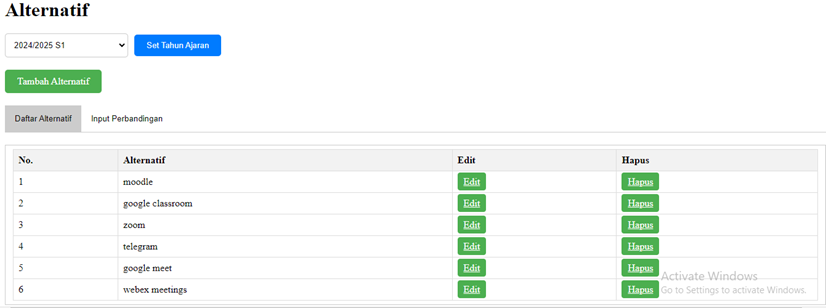 Alternatif
2024/2025 S1 Set Tahun Ajaran
Tambah Alternatif
Daftar Alternatif Input Perbandingan
No. Alternatif Edit Hapus
1 moodle Edit Hapus
2 google classroom Edit Hapus
3 zoom Edit Hapus
4 telegram Edit Hapus
5 google meet Edit Hapus
6 webex meetings Edit Hapus
Activate Windows
Go to Settings to activate Windows.